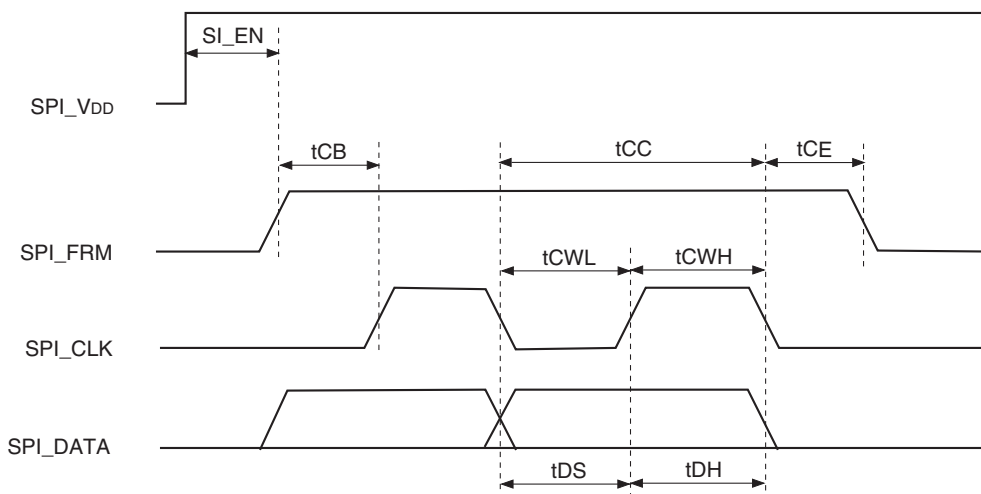 SI_EN
SPI_VDD
tCB
tCC
tCE
SPI_FRM
tCWL
tCWH
SPI_CLK
SPI_DATA
tDS
tDH